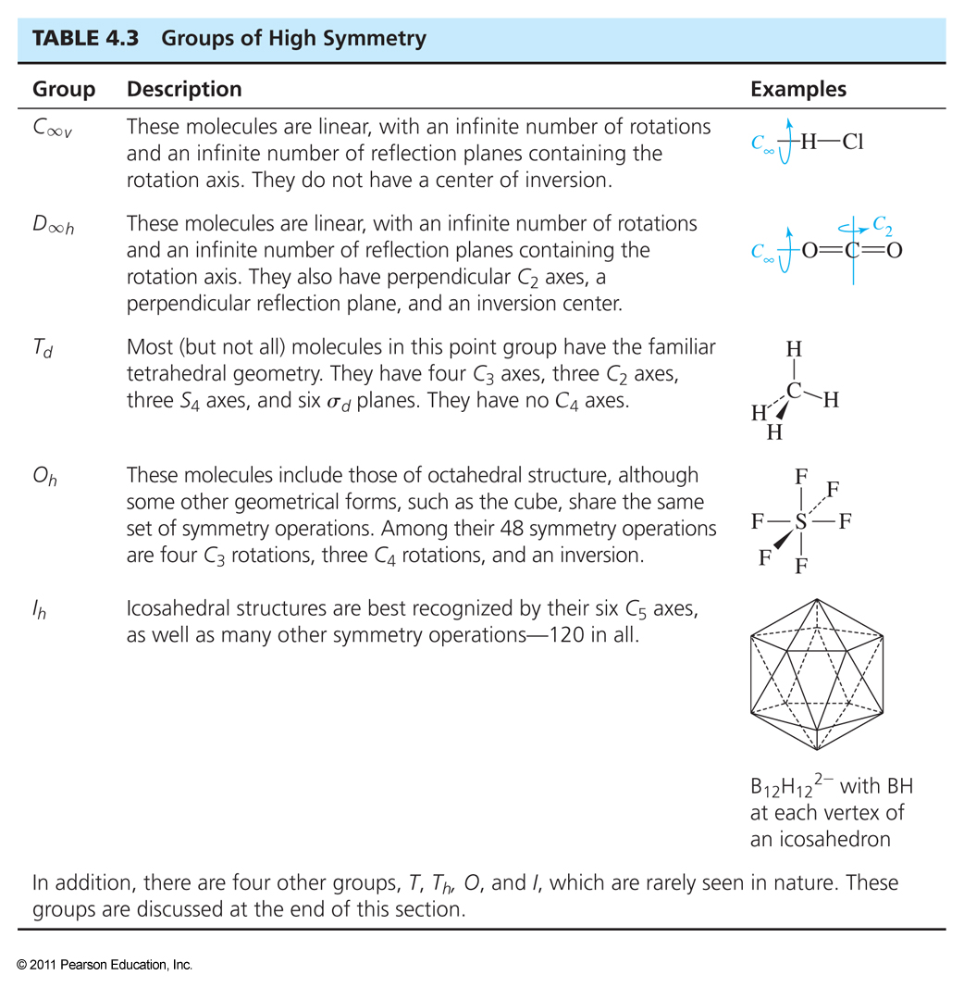 TABLE 4.3 Groups of High Symmetry
Group Description Examples
C∞v These molecules are linear, with an infinite number of rotations
and an infinite number of reflection planes containing the
rotation axis. They do not have a center of inversion.
C∞ H—Cl
D∞h These molecules are linear, with an infinite number of rotations
and an infinite number of reflection planes containing the
rotation axis. They also have perpendicular C₂ axes, a
perpendicular reflection plane, and an inversion center.
C₂
C∞ O=C=O
Td Most (but not all) molecules in this point group have the familiar
tetrahedral geometry. They have four C₃ axes, three C₂ axes,
three S₄ axes, and six σd planes. They have no C₄ axes.
H
C H
H
H
Oh These molecules include those of octahedral structure, although
some other geometrical forms, such as the cube, share the same
set of symmetry operations. Among their 48 symmetry operations
are four C₃ rotations, three C₄ rotations, and an inversion.
F F
F—S—F
F F
Ih Icosahedral structures are best recognized by their six C₅ axes,
as well as many other symmetry operations—120 in all.
B₁₂H₁₂²⁻ with BH
at each vertex of
an icosahedron
In addition, there are four other groups, T, Th, O, and I, which are rarely seen in nature. These
groups are discussed at the end of this section.
© 2011 Pearson Education, Inc.